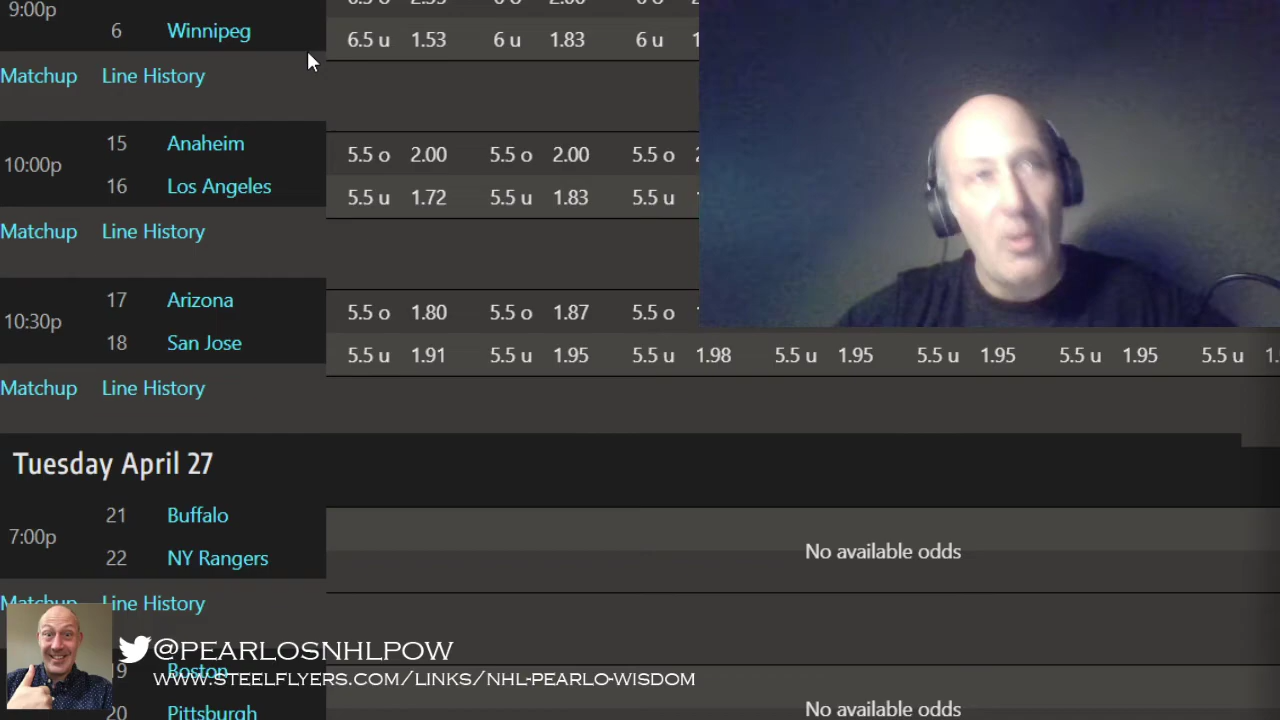 9:00p
6 Winnipeg 6.5 u 1.53 6 u 1.83 6 u
Matchup Line History
15 Anaheim 5.5 o 2.00 5.5 o 2.00 5.5 o
10:00p
16 Los Angeles 5.5 u 1.72 5.5 u 1.83 5.5 u
Matchup Line History
17 Arizona 5.5 o 1.80 5.5 o 1.87 5.5 o
10:30p
18 San Jose 5.5 u 1.91 5.5 u 1.95 5.5 u 1.98 5.5 u 1.95 5.5 u 1.95 5.5 u 1.95 5.5 u 1.
Matchup Line History
Tuesday April 27
21 Buffalo
7:00p No available odds
22 NY Rangers
Matchup Line History
@PEARLOSNHLPOW
Boston
WWW.STEELFLYERS.COM/LINKS/NHL-PEARLO-WISDOM
20 Pittsburgh No available odds